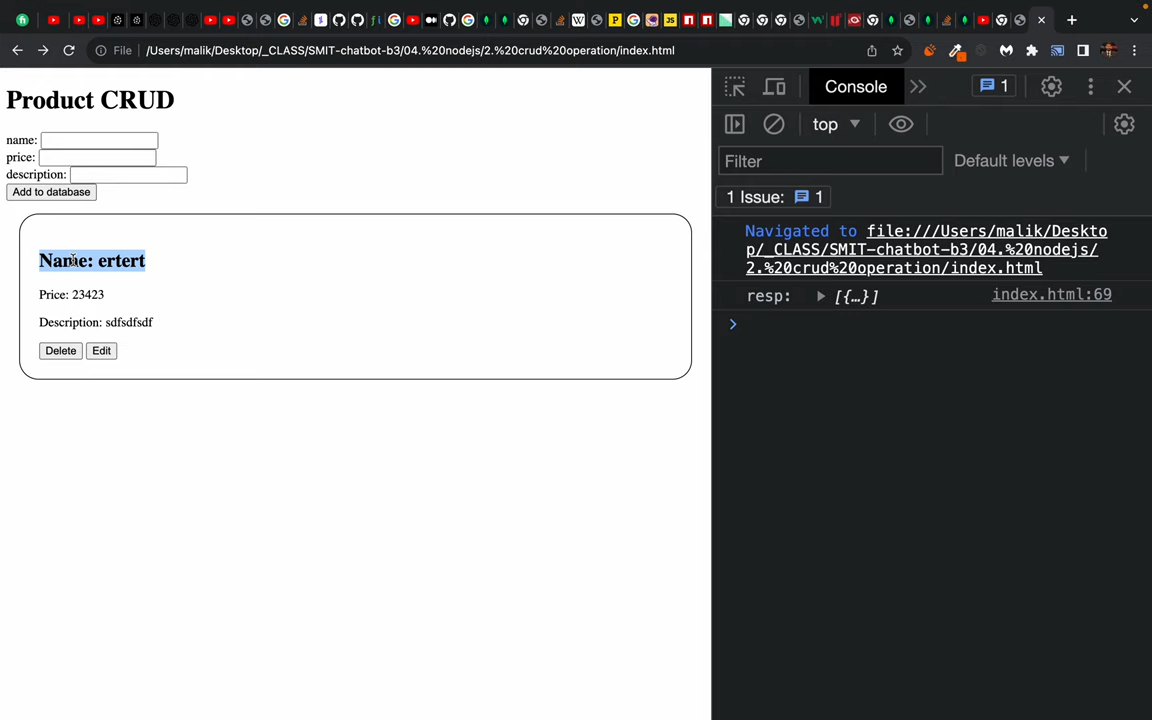 File
/Users/malik/Desktop/_CLASS/SMIT-chatbot-b3/04.%20nodejs/2.%20crud%20operation/index.html
Product CRUD
name:
price:
description:
Add to database
Name: ertert
Price: 23423
Description: sdfsdfsdf
Delete Edit
Console
1
top
Filter
Default levels
1 Issue: 1
Navigated to file:///Users/malik/Deskto
p/_CLASS/SMIT-chatbot-b3/04.%20nodejs/
2.%20crud%20operation/index.html
resp: [{…}] index.html:69